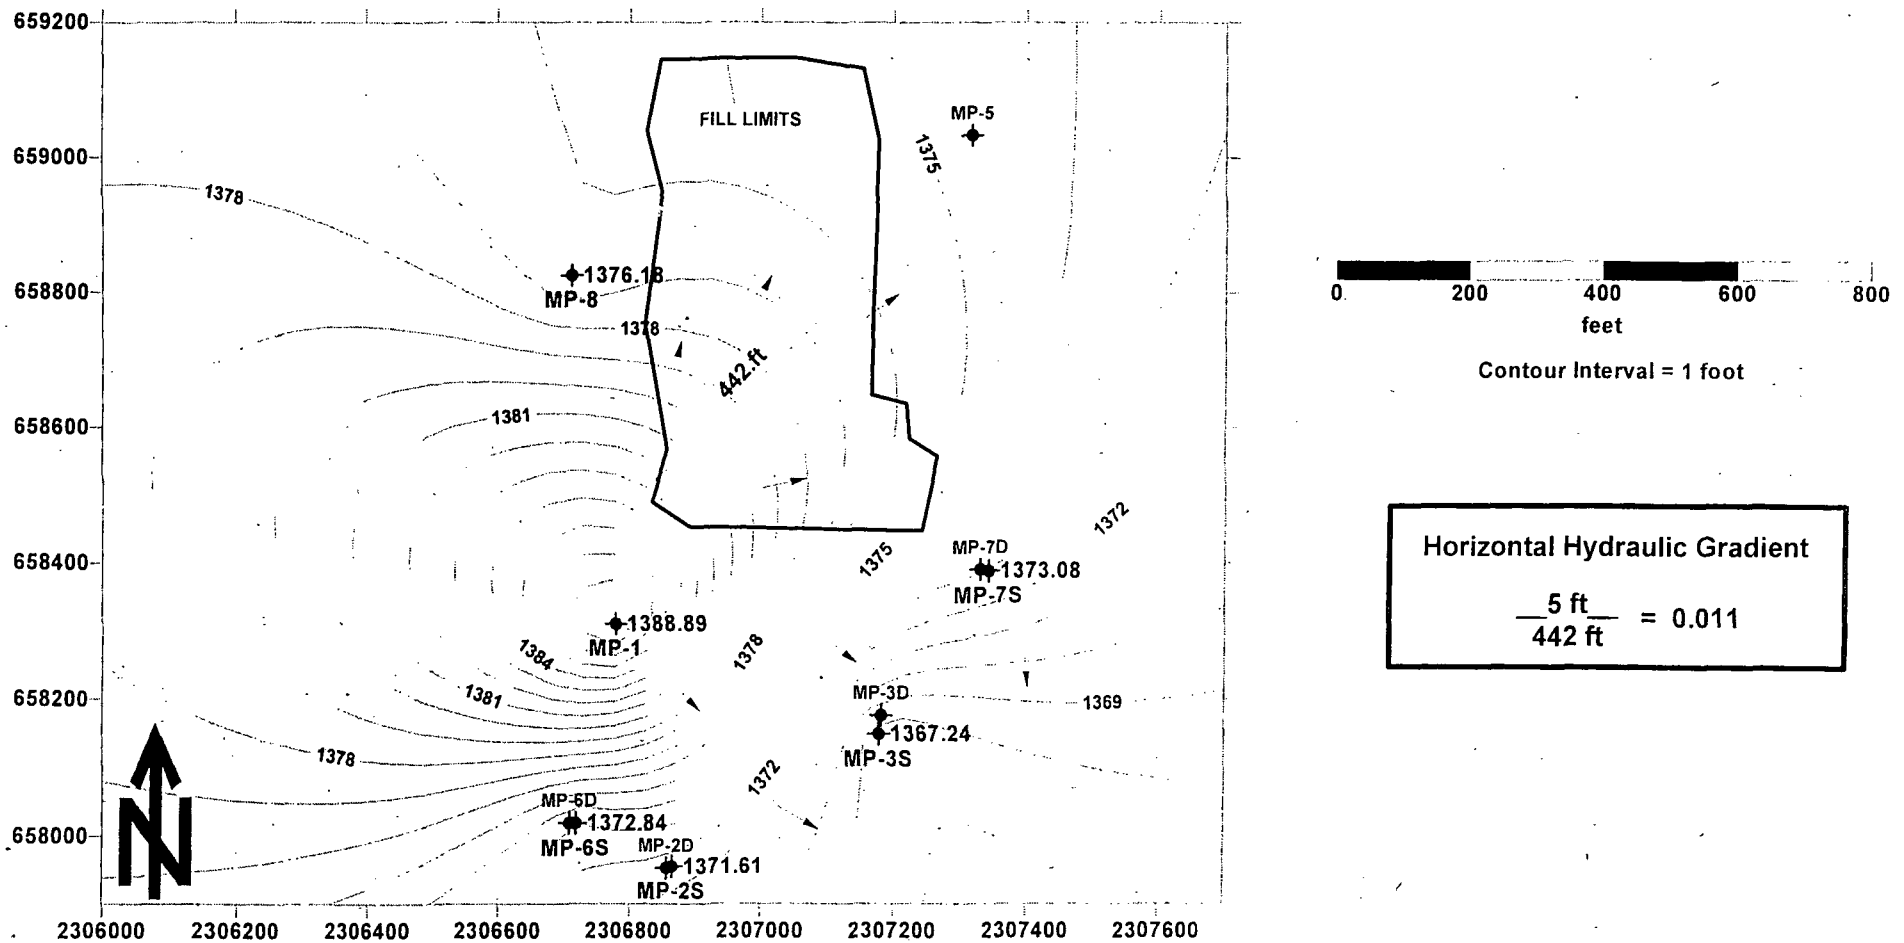 659200
659000
658800
658600
658400
658200
658000
2306000 2306200 2306400 2306600 2306800 2307000 2307200 2307400 2307600
FILL LIMITS
MP-5
1375
1378
1376.18
MP-8
1378
442.ft
1381
1375
1372
MP-7D
1373.08
MP-7S
1388.89
MP-1
1378
1384
1381
MP-3D
1369
1367.24
MP-3S
1378
1372
MP-6D
1372.84
MP-6S
MP-2D
1371.61
MP-2S
N
0 200 400 600 800
feet
Contour Interval = 1 foot
Horizontal Hydraulic Gradient
5 ft
442 ft
= 0.011